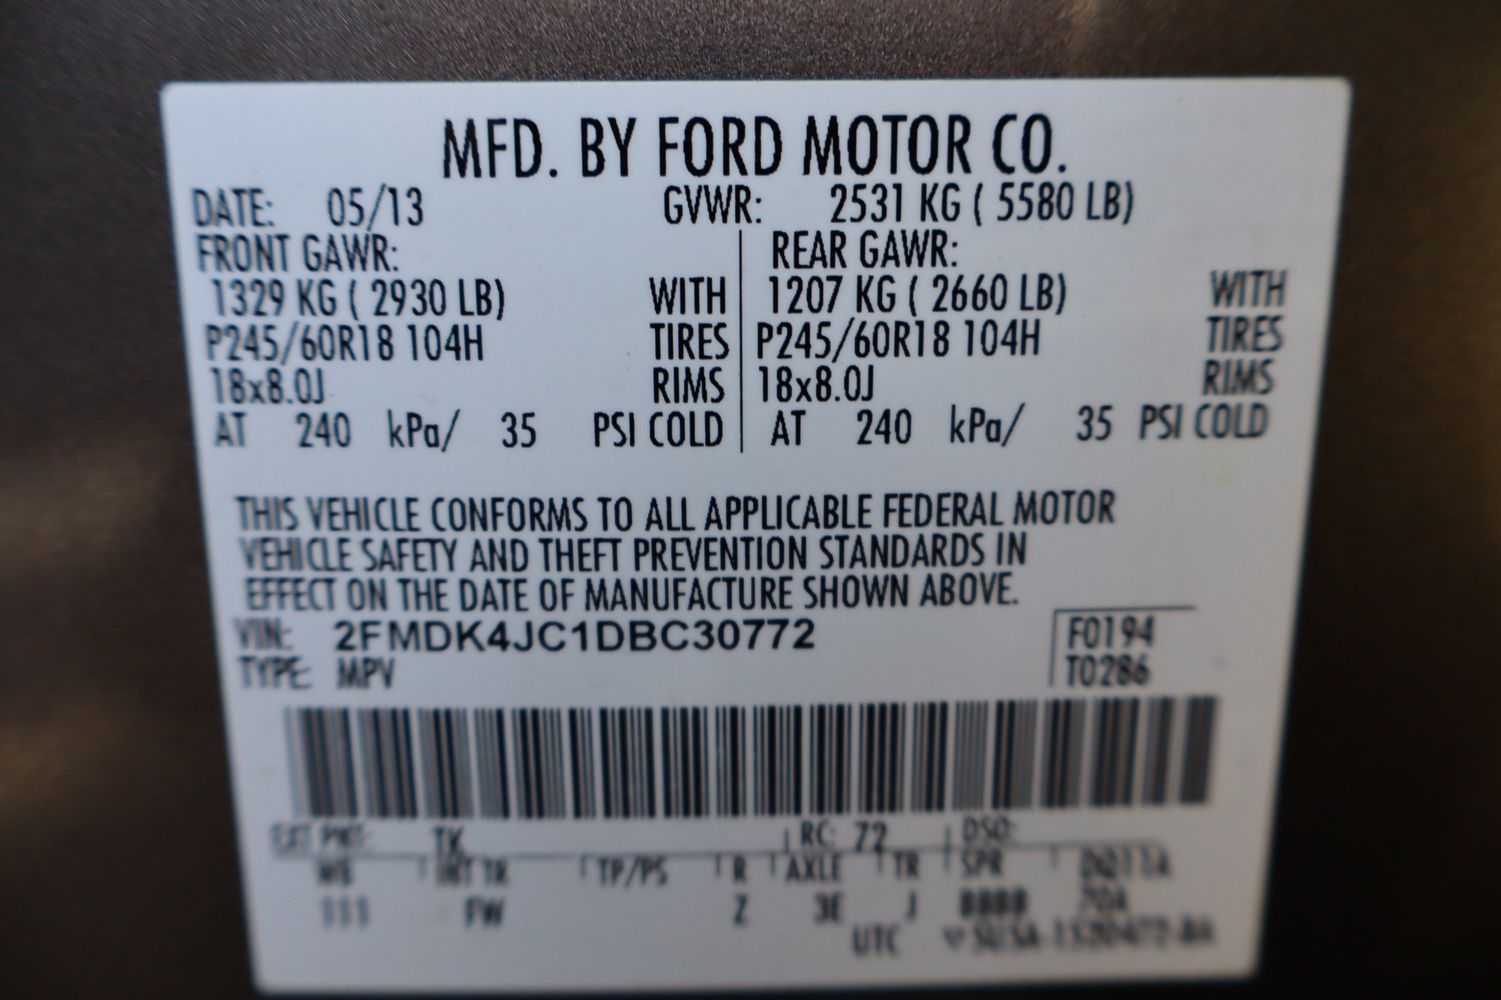 MFD. BY FORD MOTOR CO.
DATE: 05/13 GVWR: 2531 KG ( 5580 LB)
FRONT GAWR: REAR GAWR:
1329 KG ( 2930 LB) WITH 1207 KG ( 2660 LB) WITH
P245/60R18 104H TIRES P245/60R18 104H TIRES
18x8.0J RIMS 18x8.0J RIMS
AT 240 kPa/ 35 PSI COLD AT 240 kPa/ 35 PSI COLD
THIS VEHICLE CONFORMS TO ALL APPLICABLE FEDERAL MOTOR
VEHICLE SAFETY AND THEFT PREVENTION STANDARDS IN
EFFECT ON THE DATE OF MANUFACTURE SHOWN ABOVE.
VIN: 2FMDK4JC1DBC30772 F0194
TYPE: MPV T0286
EXT PNT: TK RC: 72 DSO:
WB INT TR TP/PS R AXLE TR SPR
111 FW Z 3E J
UTC